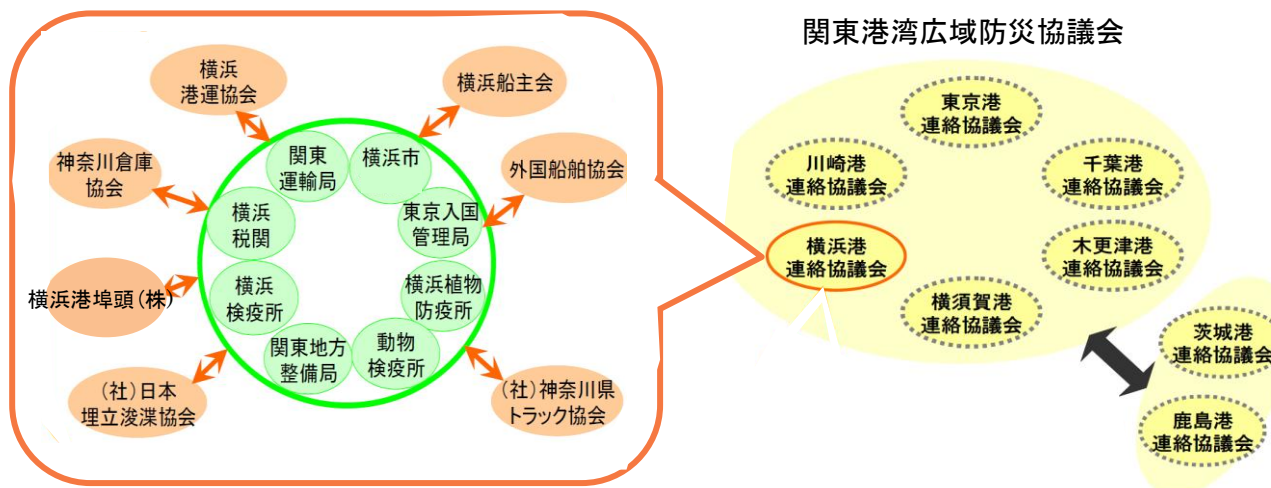 関東港湾広域防災協議会
横浜
港運協会
横浜船主会
神奈川倉庫
協会
外国船舶協会
横浜港埠頭(株)
(社)日本
埋立浚渫協会
(社)神奈川県
トラック協会
関東
運輸局
横浜市
横浜
税関
東京入国
管理局
横浜
検疫所
横浜植物
防疫所
関東地方
整備局
動物
検疫所
東京港
連絡協議会
川崎港
連絡協議会
千葉港
連絡協議会
横浜港
連絡協議会
木更津港
連絡協議会
横須賀港
連絡協議会
茨城港
連絡協議会
鹿島港
連絡協議会